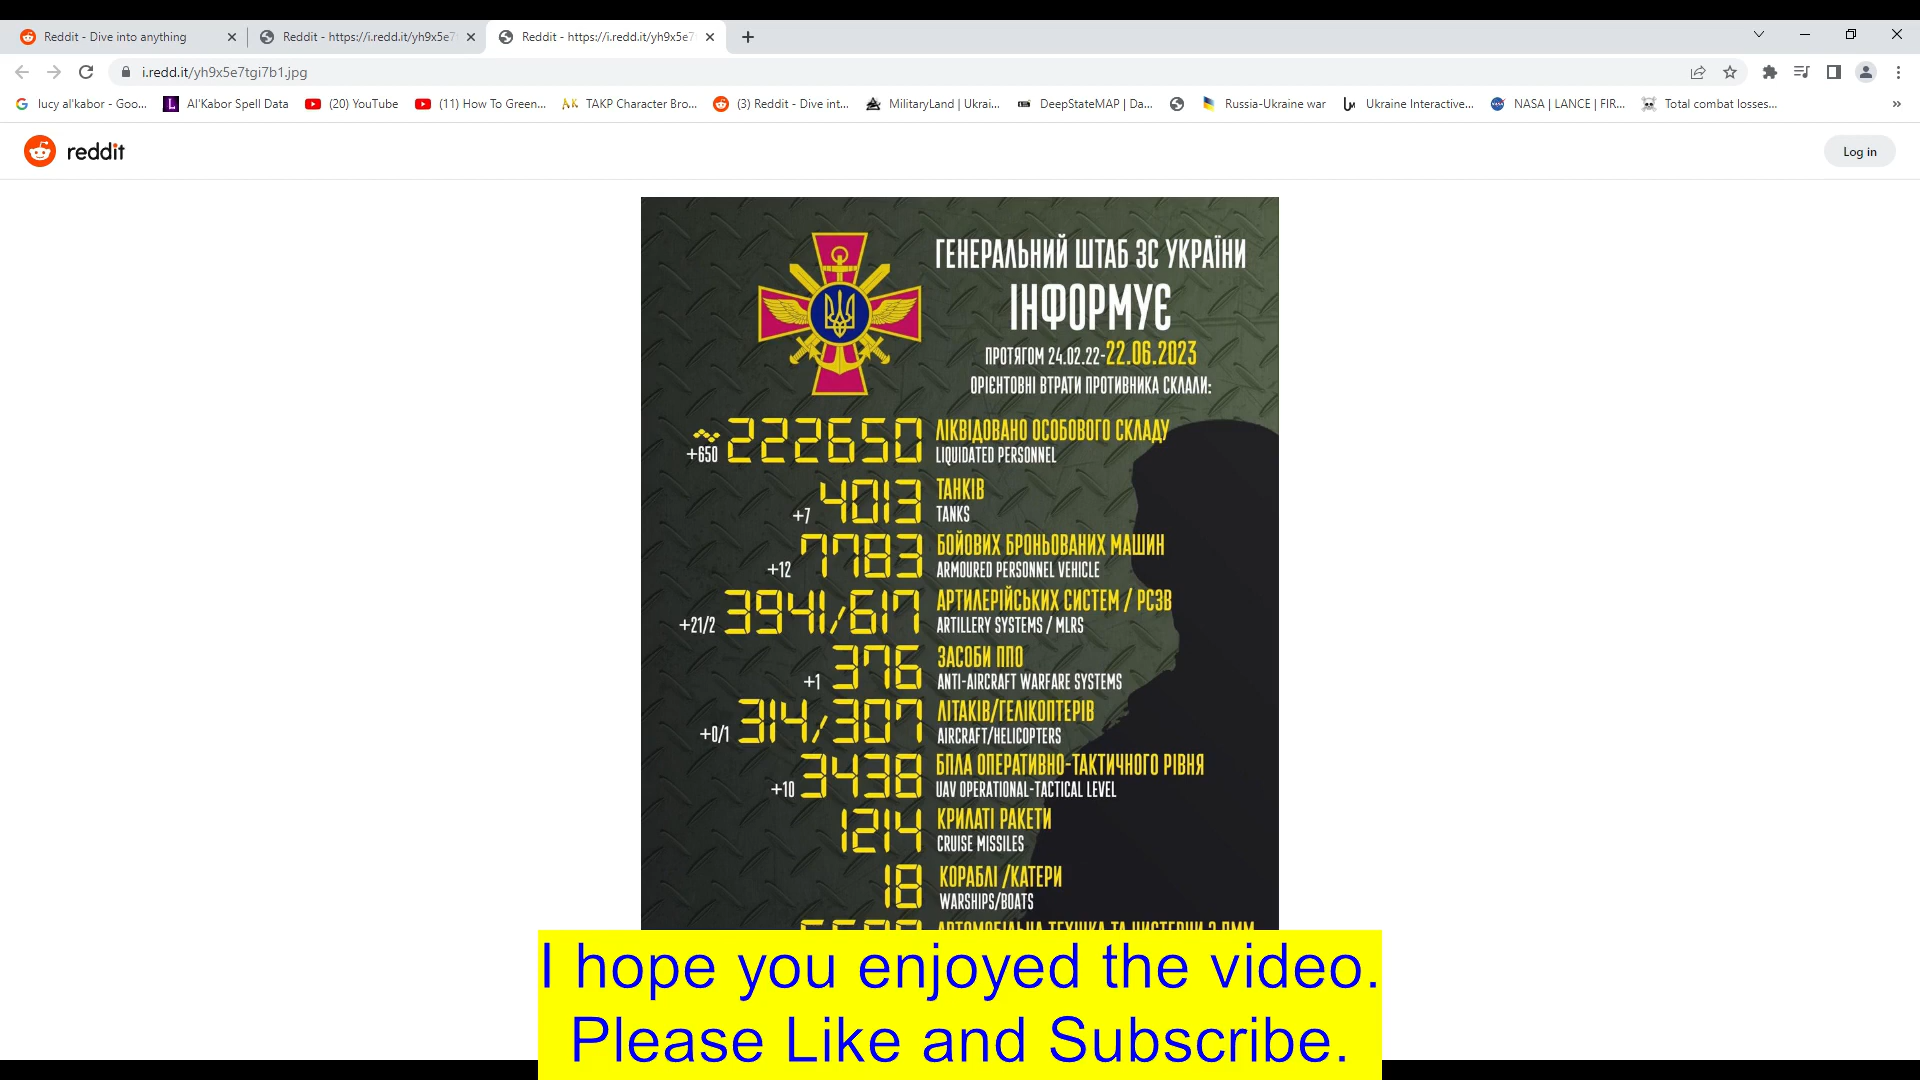 Reddit - Dive into anything
Reddit - https://i.redd.it/yh9x5e7
Reddit - https://i.redd.it/yh9x5e7
i.redd.it/yh9x5e7tgi7b1.jpg
lucy al'kabor - Goo...
Al'Kabor Spell Data
(20) YouTube
(11) How To Green...
TAKP Character Bro...
(3) Reddit - Dive int...
MilitaryLand | Ukrai...
DeepStateMAP | Da...
Russia-Ukraine war
Ukraine Interactive...
NASA | LANCE | FIR...
Total combat losses...
reddit
Log in
ГЕНЕРАЛЬНИЙ ШТАБ ЗС УКРАЇНИ
ІНФОРМУЄ
ПРОТЯГОМ 24.02.22-22.06.2023
ОРІЄНТОВНІ ВТРАТИ ПРОТИВНИКА СКЛАЛИ:
+650 ≈222650 ЛІКВІДОВАНО ОСОБОВОГО СКЛАДУ
LIQUIDATED PERSONNEL
+7 4013 ТАНКІВ
TANKS
+12 7783 БОЙОВИХ БРОНЬОВАНИХ МАШИН
ARMOURED PERSONNEL VEHICLE
+21/2 3941/617 АРТИЛЕРІЙСЬКИХ СИСТЕМ / РСЗВ
ARTILLERY SYSTEMS / MLRS
+1 376 ЗАСОБИ ППО
ANTI-AIRCRAFT WARFARE SYSTEMS
+0/1 314/307 ЛІТАКІВ/ГЕЛІКОПТЕРІВ
AIRCRAFT/HELICOPTERS
+10 3438 БПЛА ОПЕРАТИВНО-ТАКТИЧНОГО РІВНЯ
UAV OPERATIONAL-TACTICAL LEVEL
1214 КРИЛАТІ РАКЕТИ
CRUISE MISSILES
18 КОРАБЛІ /КАТЕРИ
WARSHIPS/BOATS
I hope you enjoyed the video.
Please Like and Subscribe.